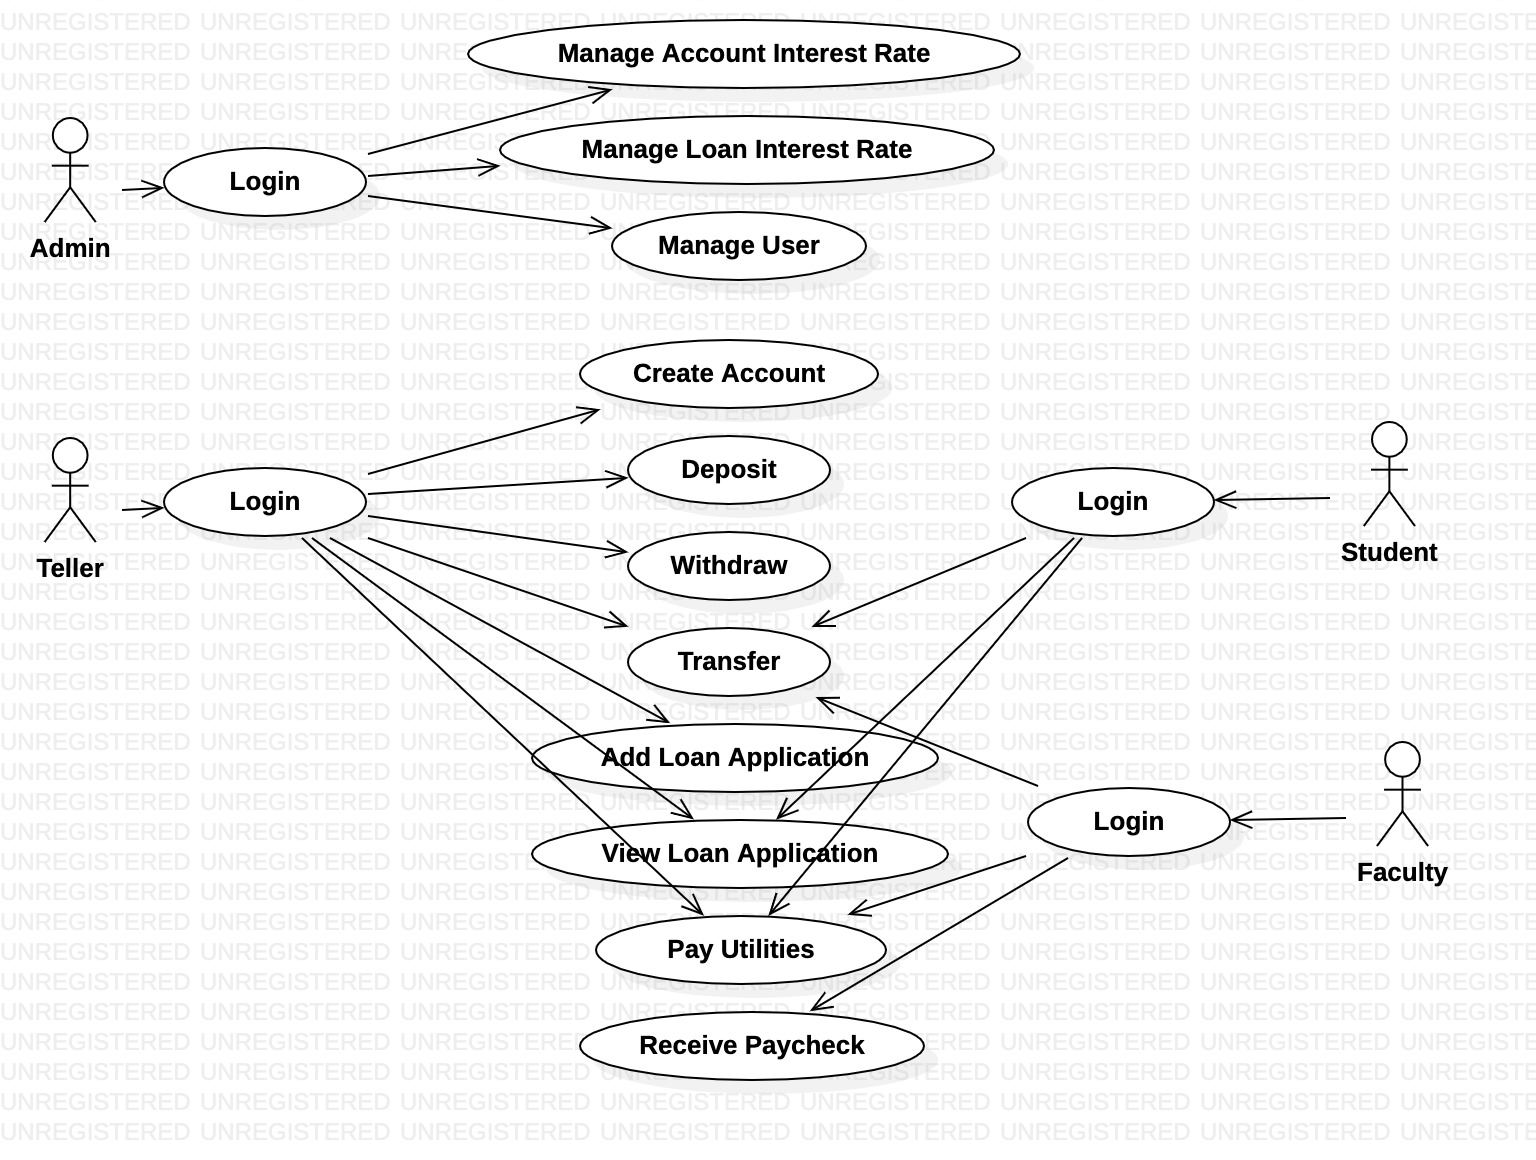 Manage Account Interest Rate
Manage Loan Interest Rate
Login
Manage User
Admin
Create Account
Deposit
Login
Login
Withdraw
Student
Teller
Transfer
Add Loan Application
Login
View Loan Application
Faculty
Pay Utilities
Receive Paycheck
UNREGISTERED